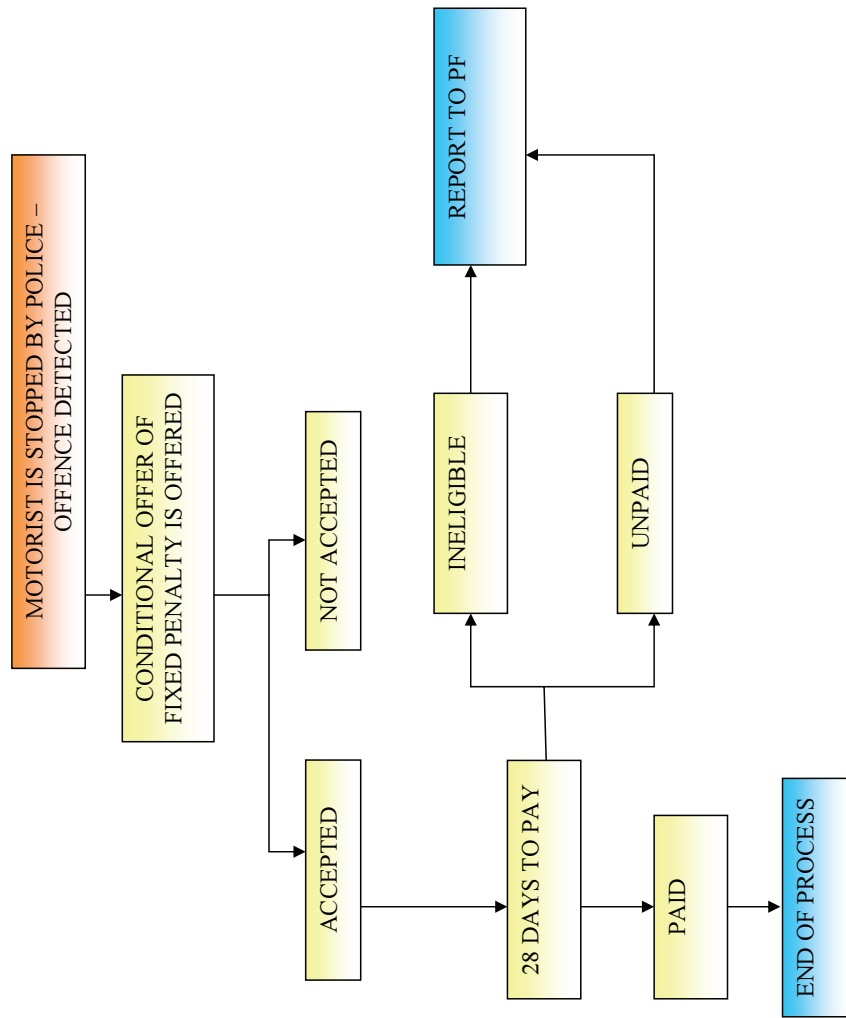 MOTORIST IS STOPPED BY POLICE –
OFFENCE DETECTED
CONDITIONAL OFFER OF
FIXED PENALTY IS OFFERED
ACCEPTED
NOT ACCEPTED
28 DAYS TO PAY
INELIGIBLE
REPORT TO PF
PAID
UNPAID
END OF PROCESS